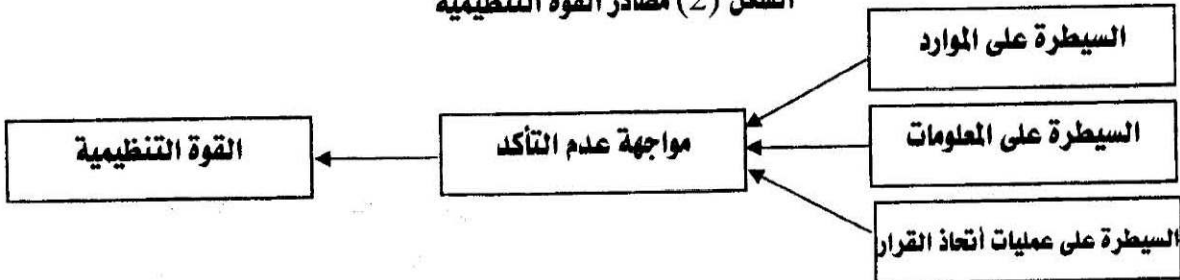 الشكل (2) مصادر القوة التنظيمية
السيطرة على الموارد
السيطرة على المعلومات
السيطرة على عمليات أتخاذ القرار
مواجهة عدم التأكد
القوة التنظيمية